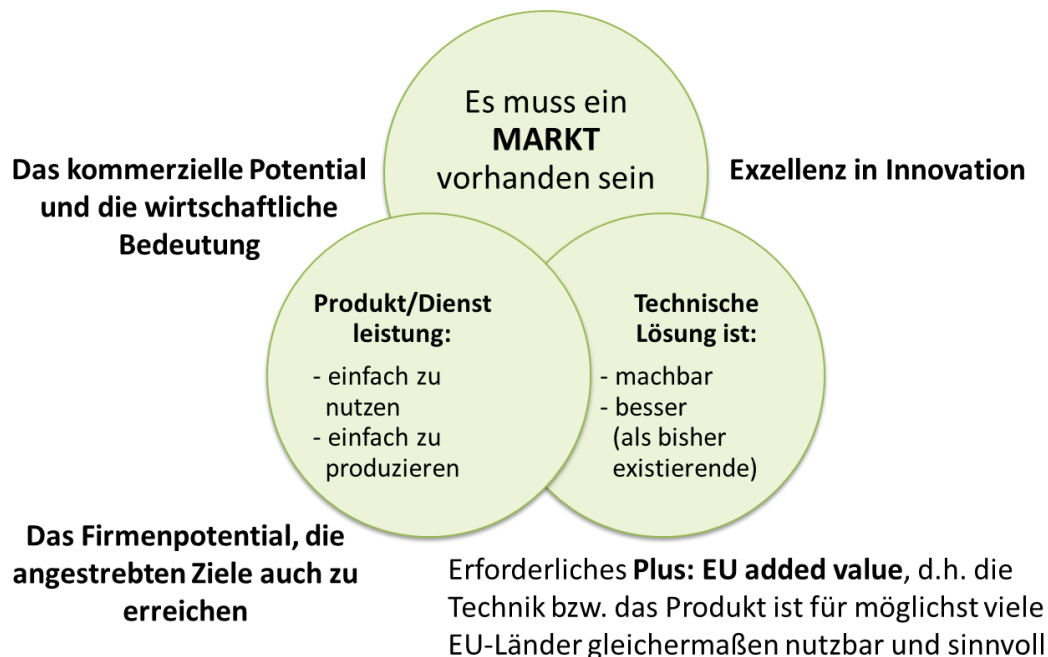 Es muss ein
MARKT
vorhanden sein
Das kommerzielle Potential
und die wirtschaftliche
Bedeutung
Exzellenz in Innovation
Produkt/Dienst
leistung:
- einfach zu
nutzen
- einfach zu
produzieren
Technische
Lösung ist:
- machbar
- besser
(als bisher
existierende)
Das Firmenpotential, die
angestrebten Ziele auch zu
erreichen
Erforderliches Plus: EU added value, d.h. die
Technik bzw. das Produkt ist für möglichst viele
EU-Länder gleichermaßen nutzbar und sinnvoll